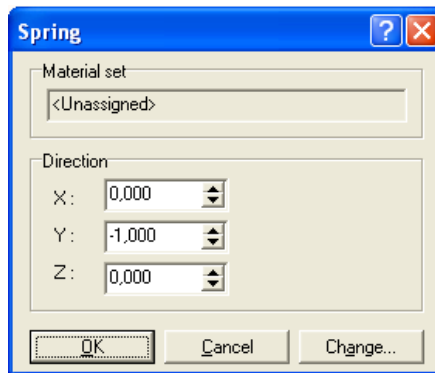 Spring
Material set
<Unassigned>
Direction
X: 0,000
Y: -1,000
Z: 0,000
OK Cancel Change...